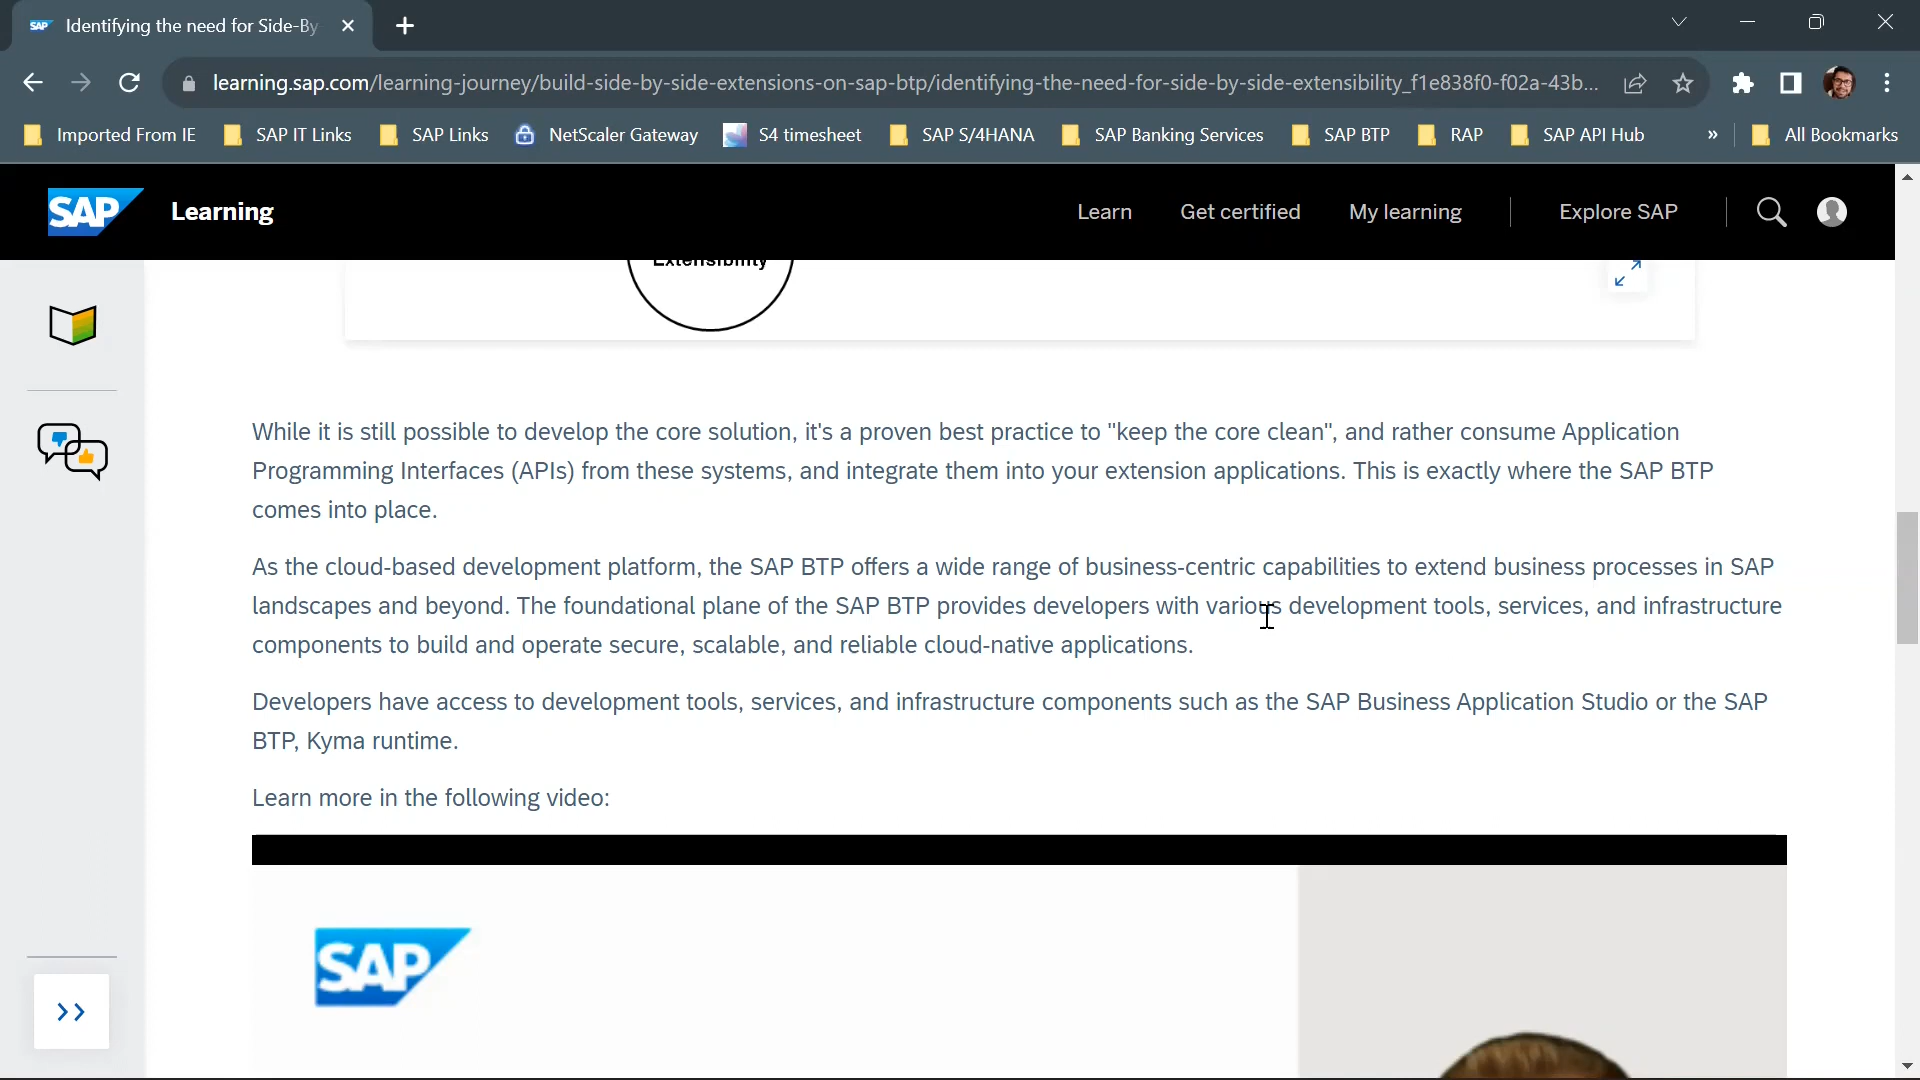 SAP Identifying the need for Side-By
learning.sap.com/learning-journey/build-side-by-side-extensions-on-sap-btp/identifying-the-need-for-side-by-side-extensibility_f1e838f0-f02a-43b...
Imported From IE SAP IT Links SAP Links NetScaler Gateway S4 timesheet SAP S/4HANA SAP Banking Services SAP BTP RAP SAP API Hub » All Bookmarks
SAP Learning Learn Get certified My learning Explore SAP
Extensibility
While it is still possible to develop the core solution, it's a proven best practice to "keep the core clean", and rather consume Application
Programming Interfaces (APIs) from these systems, and integrate them into your extension applications. This is exactly where the SAP BTP
comes into place.
As the cloud-based development platform, the SAP BTP offers a wide range of business-centric capabilities to extend business processes in SAP
landscapes and beyond. The foundational plane of the SAP BTP provides developers with various development tools, services, and infrastructure
components to build and operate secure, scalable, and reliable cloud-native applications.
Developers have access to development tools, services, and infrastructure components such as the SAP Business Application Studio or the SAP
BTP, Kyma runtime.
Learn more in the following video:
SAP